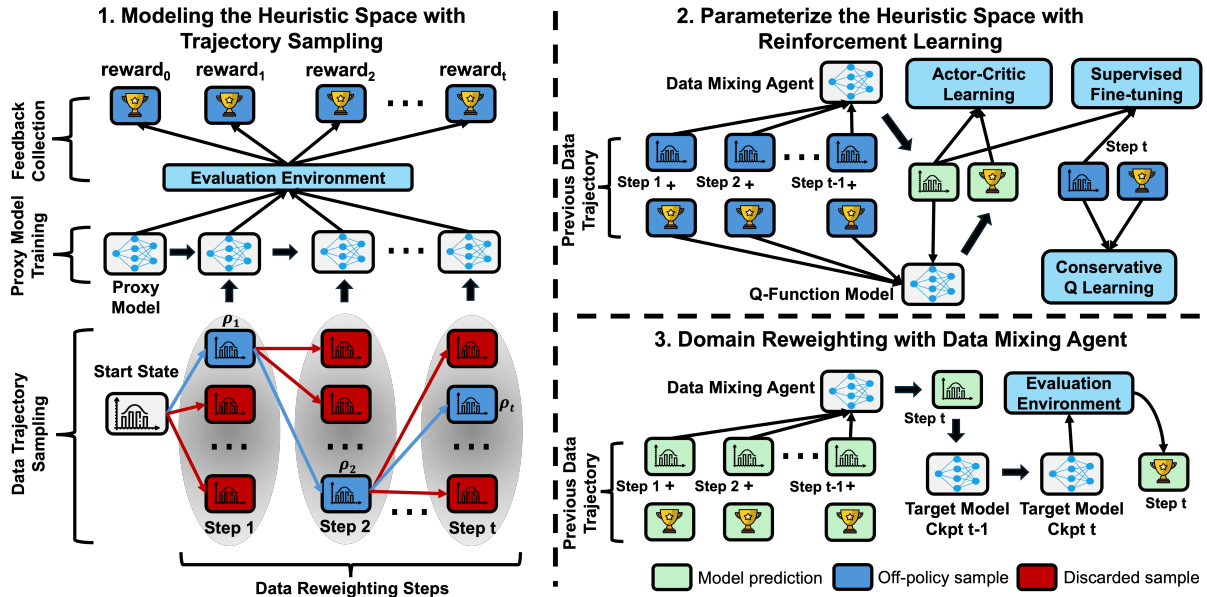 1. Modeling the Heuristic Space with
Trajectory Sampling
reward0
reward1
reward2
rewardt
Feedback
Collection
Evaluation Environment
Proxy Model
Training
Proxy
Model
ρ1
Start State
ρt
ρ2
Data Trajectory
Sampling
Step 1
Step 2
Step t
Data Reweighting Steps
2. Parameterize the Heuristic Space with
Reinforcement Learning
Data Mixing Agent
Actor-Critic
Learning
Supervised
Fine-tuning
Previous Data
Trajectory
Step 1 +
Step 2 +
Step t-1 +
Step t
Q-Function Model
Conservative
Q Learning
3. Domain Reweighting with Data Mixing Agent
Data Mixing Agent
Step t
Evaluation
Environment
Previous Data
Trajectory
Step 1 +
Step 2 +
Step t-1 +
Target Model
Ckpt t-1
Target Model
Ckpt t
Step t
Model prediction
Off-policy sample
Discarded sample